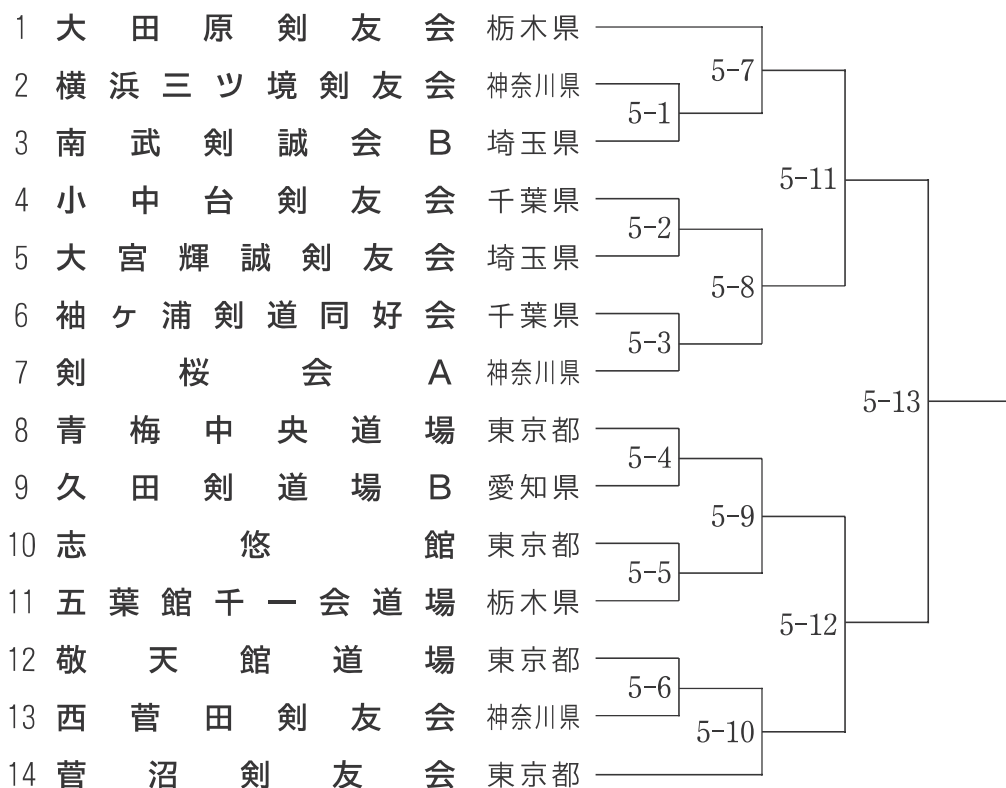 1 大田原剣友会 栃木県
2 横浜三ツ境剣友会 神奈川県
3 南武剣誠会B 埼玉県
4 小中台剣友会 千葉県
5 大宮輝誠剣友会 埼玉県
6 袖ヶ浦剣道同好会 千葉県
7 剣桜会A 神奈川県
8 青梅中央道場 東京都
9 久田剣道場B 愛知県
10 志悠館 東京都
11 五葉館千一会道場 栃木県
12 敬天館道場 東京都
13 西菅田剣友会 神奈川県
14 菅沼剣友会 東京都
5-1
5-2
5-3
5-4
5-5
5-6
5-7
5-8
5-9
5-10
5-11
5-12
5-13